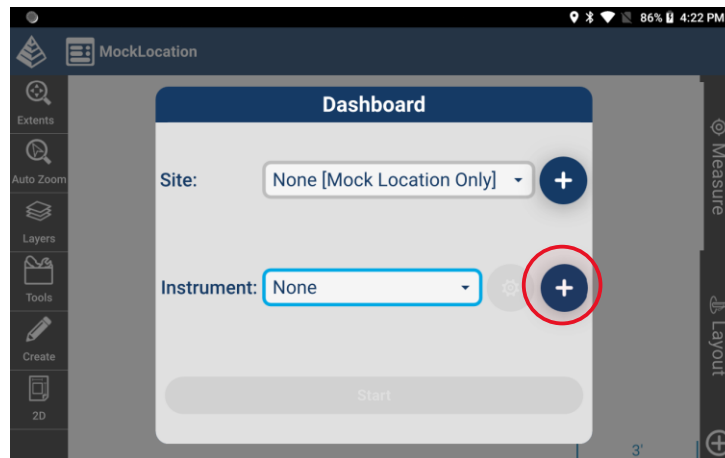 86% 4:22 PM
MockLocation
Extents
Auto Zoom
Layers
Tools
Create
2D
Dashboard
Site: None [Mock Location Only] +
Instrument: None +
Start
Measure
Layout
3'